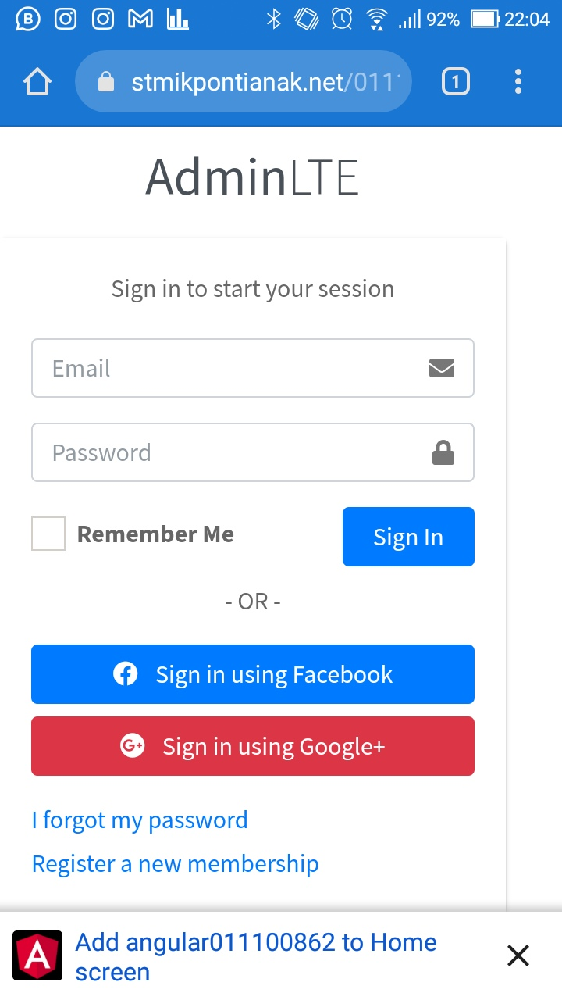 92% 22:04
stmikpontianak.net/011
1
AdminLTE
Sign in to start your session
Email
Password
Remember Me
Sign In
- OR -
Sign in using Facebook
G+ Sign in using Google+
I forgot my password
Register a new membership
Add angular011100862 to Home
screen